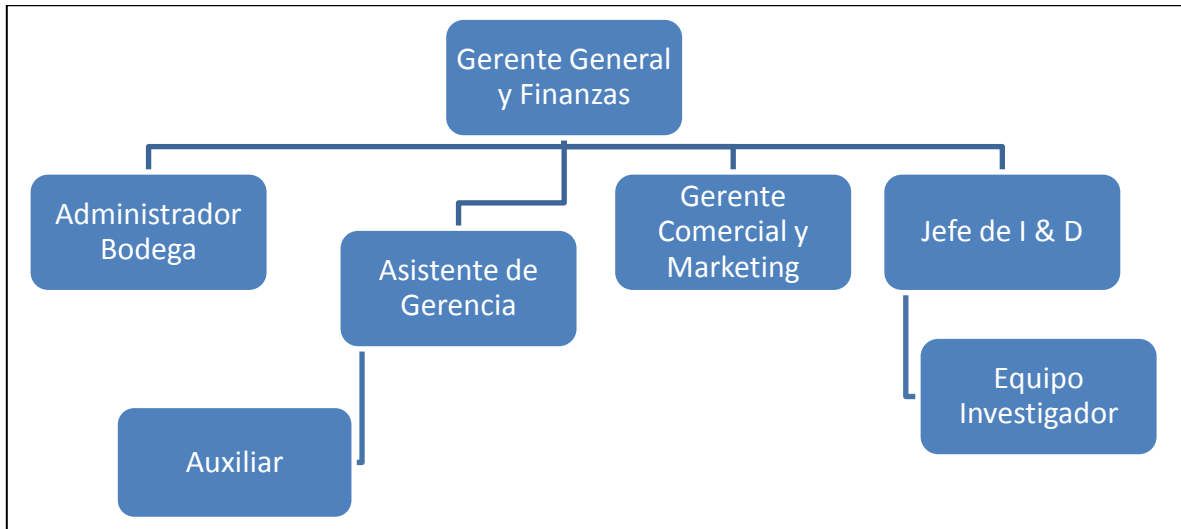 Gerente General
y Finanzas
Administrador
Bodega
Asistente de
Gerencia
Gerente
Comercial y
Marketing
Jefe de I & D
Auxiliar
Equipo
Investigador